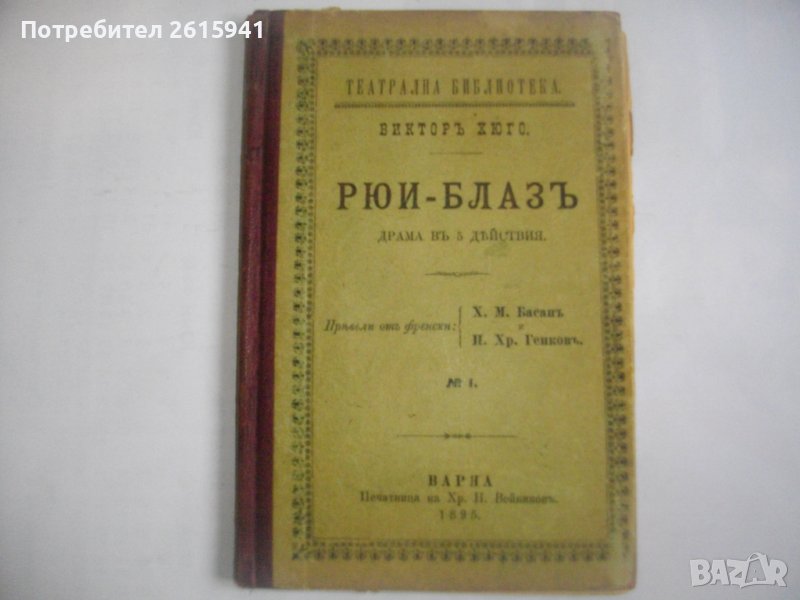 Потребител 2615941
ТЕАТРАЛНА БИБЛИОТЕКА.
ВИКТОРЪ ХЮГО.
РЮИ-БЛАЗЪ
ДРАМА ВЪ 5 ДѢЙСТВИЯ.
Прѣвели отъ френски: { Х. М. Басанъ
и
И. Хр. Генковъ.
№ 1.
ВАРНА
Печатница на Хр. Н. Войниковъ.
1895.
BAZAR